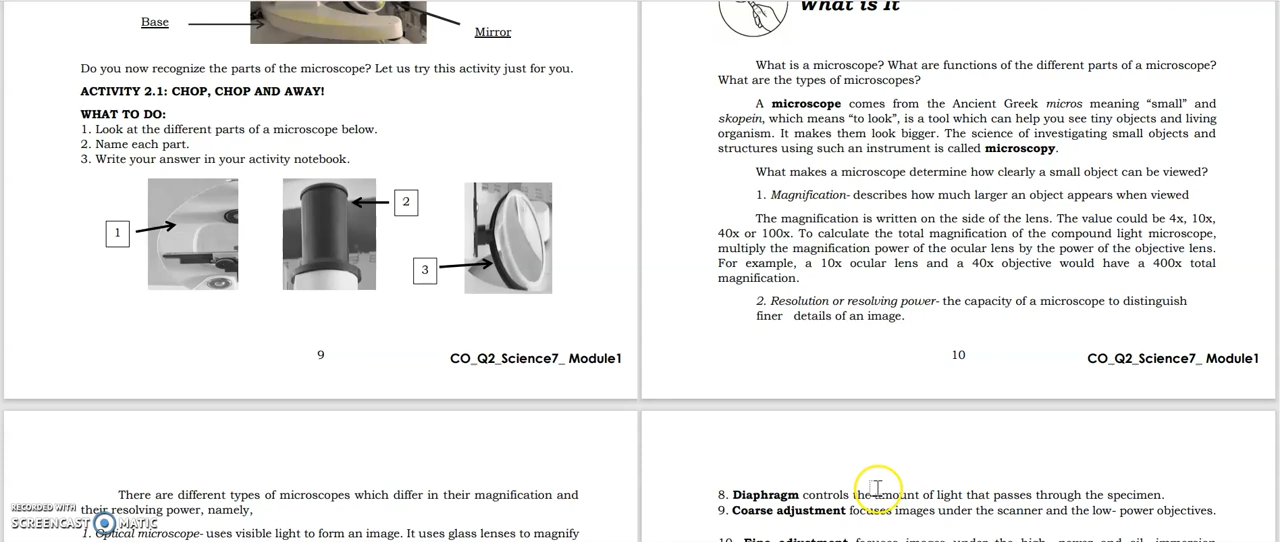 Base
Mirror
Do you now recognize the parts of the microscope? Let us try this activity just for you.
ACTIVITY 2.1: CHOP, CHOP AND AWAY!
WHAT TO DO:
1. Look at the different parts of a microscope below.
2. Name each part.
3. Write your answer in your activity notebook.
1
2
3
9
CO_Q2_Science7_ Module1
What is It
What is a microscope? What are functions of the different parts of a microscope?
What are the types of microscopes?
A microscope comes from the Ancient Greek micros meaning “small” and
skopein, which means “to look”, is a tool which can help you see tiny objects and living
organism. It makes them look bigger. The science of investigating small objects and
structures using such an instrument is called microscopy.
What makes a microscope determine how clearly a small object can be viewed?
1. Magnification- describes how much larger an object appears when viewed
The magnification is written on the side of the lens. The value could be 4x, 10x,
40x or 100x. To calculate the total magnification of the compound light microscope,
multiply the magnification power of the ocular lens by the power of the objective lens.
For example, a 10x ocular lens and a 40x objective would have a 400x total
magnification.
2. Resolution or resolving power- the capacity of a microscope to distinguish
finer details of an image.
10
CO_Q2_Science7_ Module1
There are different types of microscopes which differ in their magnification and
their resolving power, namely,
1. Optical microscope- uses visible light to form an image. It uses glass lenses to magnify
8. Diaphragm controls the amount of light that passes through the specimen.
9. Coarse adjustment focuses images under the scanner and the low- power objectives.
10. Fine adjustment focuses images under the high- power and oil immersion
RECORDED WITH
SCREENCAST MATIC